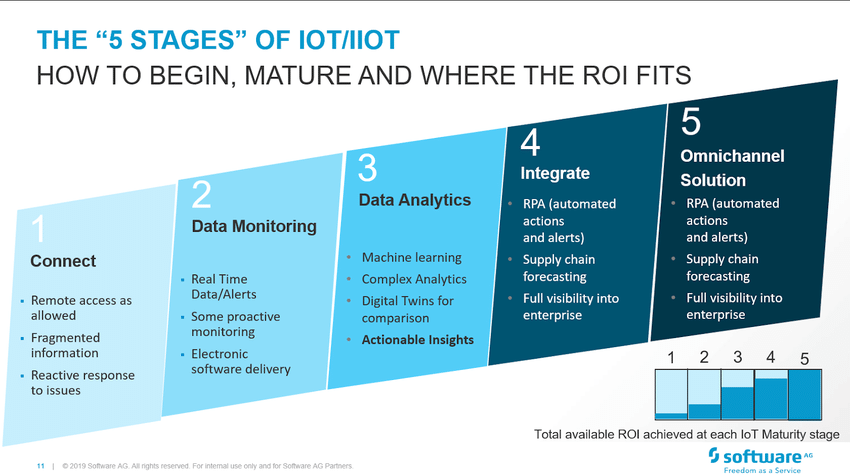 THE “5 STAGES” OF IOT/IIOT
HOW TO BEGIN, MATURE AND WHERE THE ROI FITS
1
Connect
▪ Remote access as
allowed
▪ Fragmented
information
▪ Reactive response
to issues
2
Data Monitoring
▪ Real Time
Data/Alerts
▪ Some proactive
monitoring
▪ Electronic
software delivery
3
Data Analytics
• Machine learning
• Complex Analytics
• Digital Twins for
comparison
• Actionable Insights
4
Integrate
• RPA (automated
actions
and alerts)
• Supply chain
forecasting
• Full visibility into
enterprise
5
Omnichannel
Solution
• RPA (automated
actions
and alerts)
• Supply chain
forecasting
• Full visibility into
enterprise
1 2 3 4 5
Total available ROI achieved at each IoT Maturity stage
11 | © 2019 Software AG. All rights reserved. For internal use only and for Software AG Partners.
software AG
Freedom as a Service